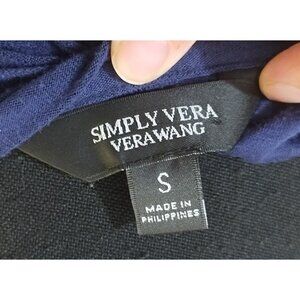 SIMPLY VERA
VERAWANG
S
MADE IN
PHILIPPINES